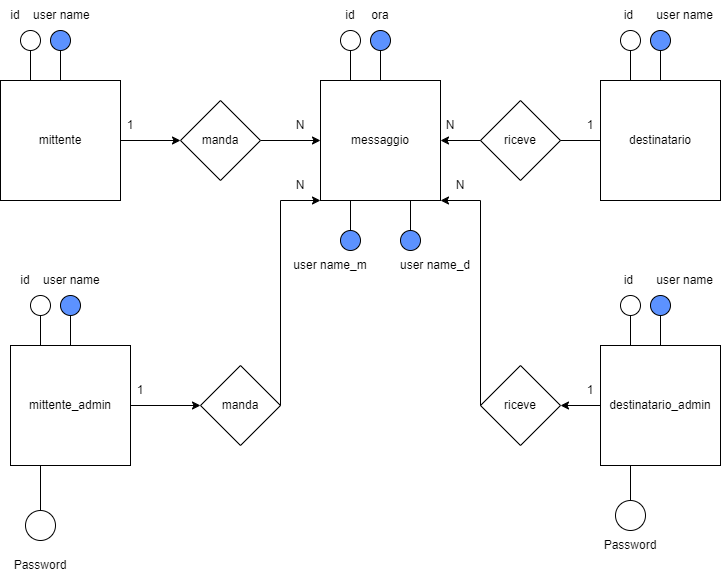 id user name
id ora
id user name
mittente
1
manda
N
messaggio
N
riceve
1
destinatario
N
N
user name_m
user name_d
id user name
id user name
mittente_admin
1
manda
riceve
1
destinatario_admin
Password
Password